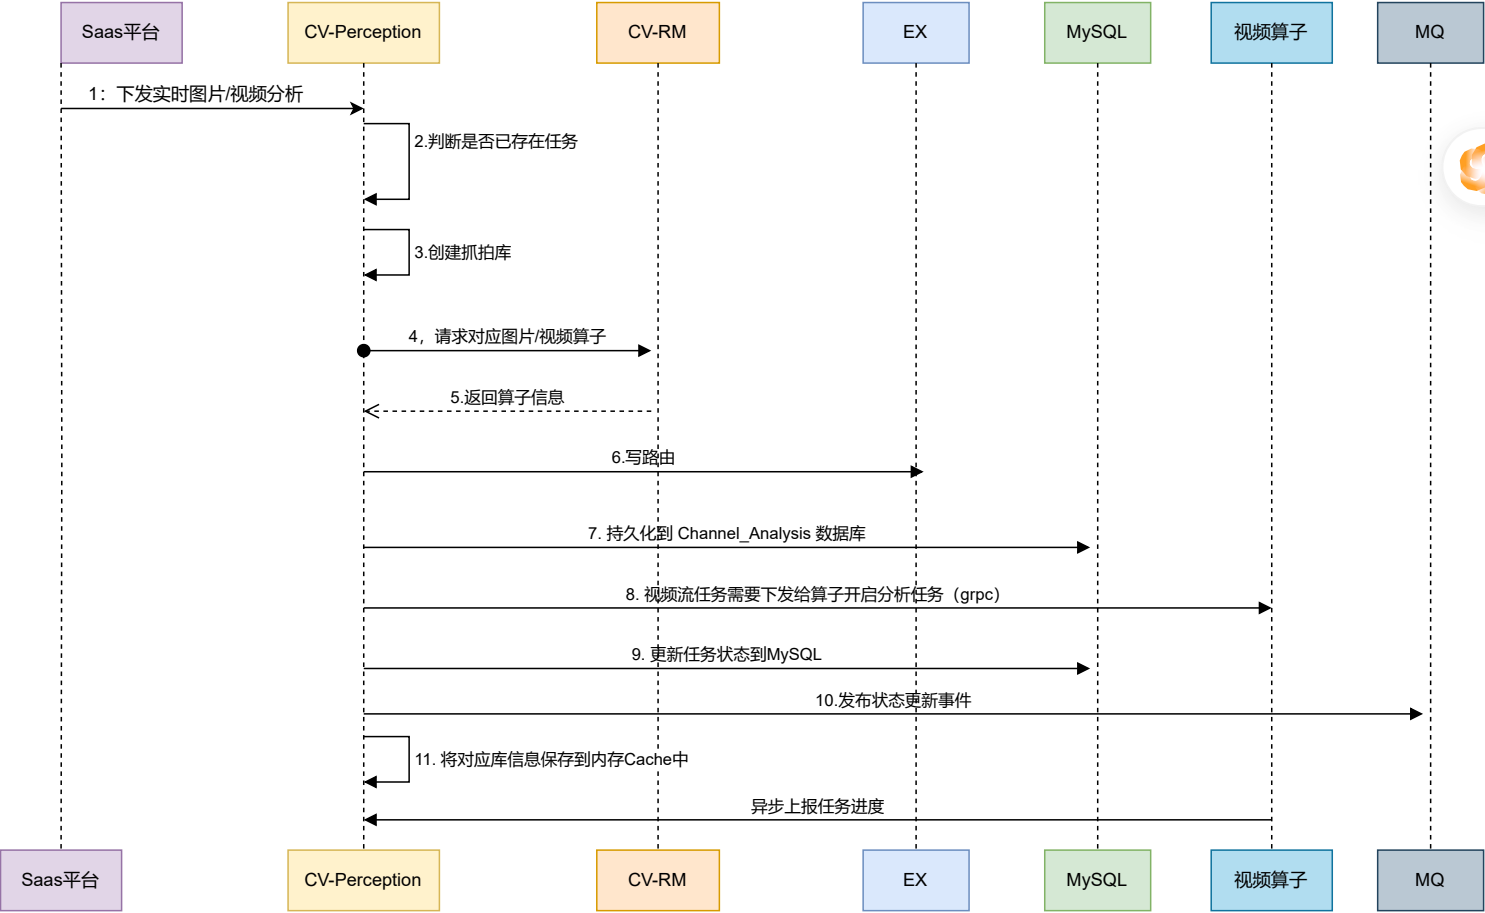 Saas平台
CV-Perception
CV-RM
EX
MySQL
视频算子
MQ
1：下发实时图片/视频分析
2.判断是否已存在任务
3.创建抓拍库
4，请求对应图片/视频算子
5.返回算子信息
6.写路由
7. 持久化到 Channel_Analysis 数据库
8. 视频流任务需要下发给算子开启分析任务（grpc）
9. 更新任务状态到MySQL
10.发布状态更新事件
11. 将对应库信息保存到内存Cache中
异步上报任务进度
Saas平台
CV-Perception
CV-RM
EX
MySQL
视频算子
MQ